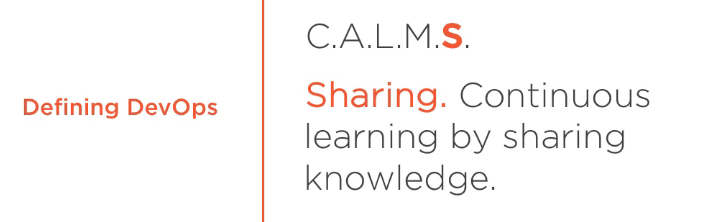 Defining DevOps
C.A.L.M.S.
Sharing. Continuous
learning by sharing
knowledge.